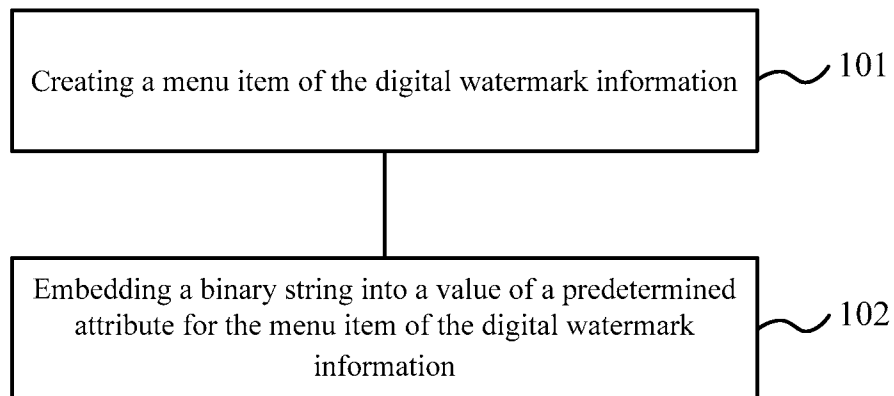 Creating a menu item of the digital watermark information
101
Embedding a binary string into a value of a predetermined
attribute for the menu item of the digital watermark
information
102